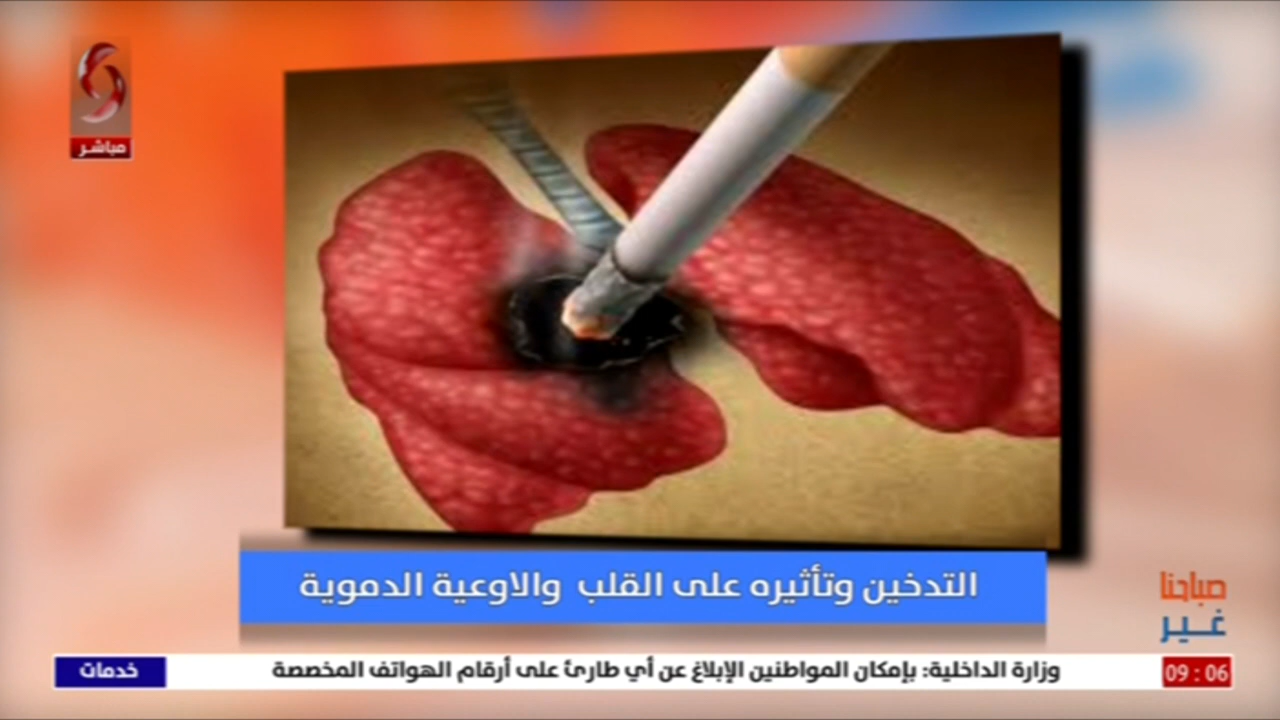 مباشر
التدخين وتأثيره على القلب والاوعية الدموية
صباحنا
غير
وزارة الداخلية: بإمكان المواطنين الإبلاغ عن أي طارئ على أرقام الهواتف المخصصة
خدمات
09:06